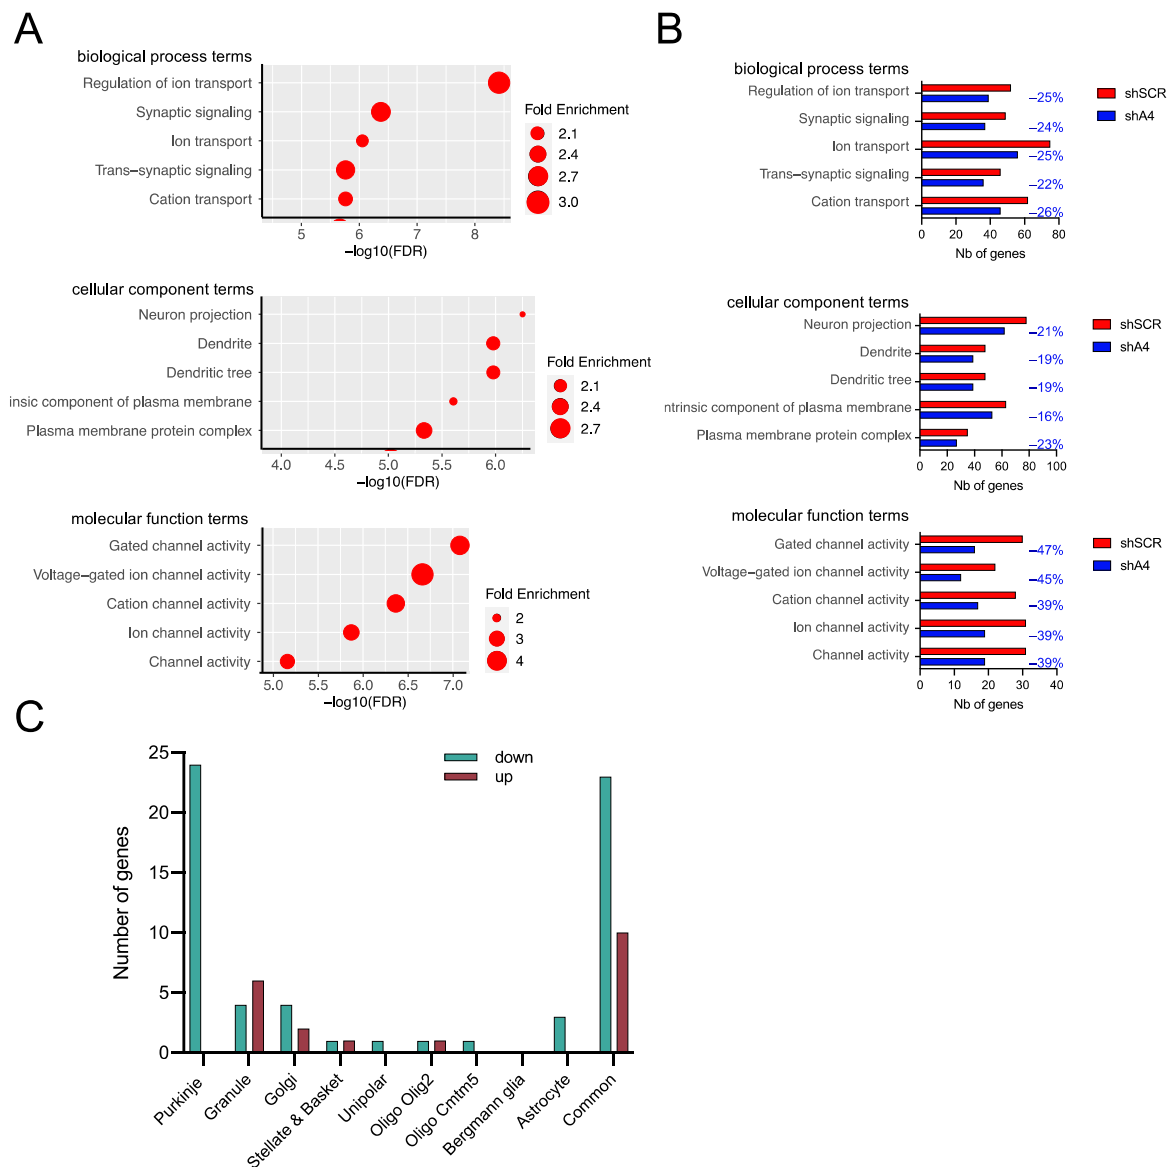 A
biological process terms
Regulation of ion transport
Synaptic signaling
Ion transport
Trans−synaptic signaling
Cation transport
5 6 7 8
−log10(FDR)
Fold Enrichment
2.1
2.4
2.7
3.0
cellular component terms
Neuron projection
Dendrite
Dendritic tree
insic component of plasma membrane
Plasma membrane protein complex
4.0 4.5 5.0 5.5 6.0
−log10(FDR)
Fold Enrichment
2.1
2.4
2.7
molecular function terms
Gated channel activity
Voltage−gated ion channel activity
Cation channel activity
Ion channel activity
Channel activity
5.0 5.5 6.0 6.5 7.0
−log10(FDR)
Fold Enrichment
2
3
4
B
biological process terms
Regulation of ion transport
Synaptic signaling
Ion transport
Trans−synaptic signaling
Cation transport
−25%
−24%
−25%
−22%
−26%
0 20 40 60 80
Nb of genes
shSCR
shA4
cellular component terms
Neuron projection
Dendrite
Dendritic tree
ntrinsic component of plasma membrane
Plasma membrane protein complex
−21%
−19%
−19%
−16%
−23%
0 20 40 60 80 100
Nb of genes
shSCR
shA4
molecular function terms
Gated channel activity
Voltage−gated ion channel activity
Cation channel activity
Ion channel activity
Channel activity
−47%
−45%
−39%
−39%
−39%
0 10 20 30 40
Nb of genes
shSCR
shA4
C
Number of genes
25
20
15
10
5
0
down
up
Purkinje
Granule
Golgi
Stellate & Basket
Unipolar
Oligo Olig2
Oligo Cmtm5
Bergmann glia
Astrocyte
Common